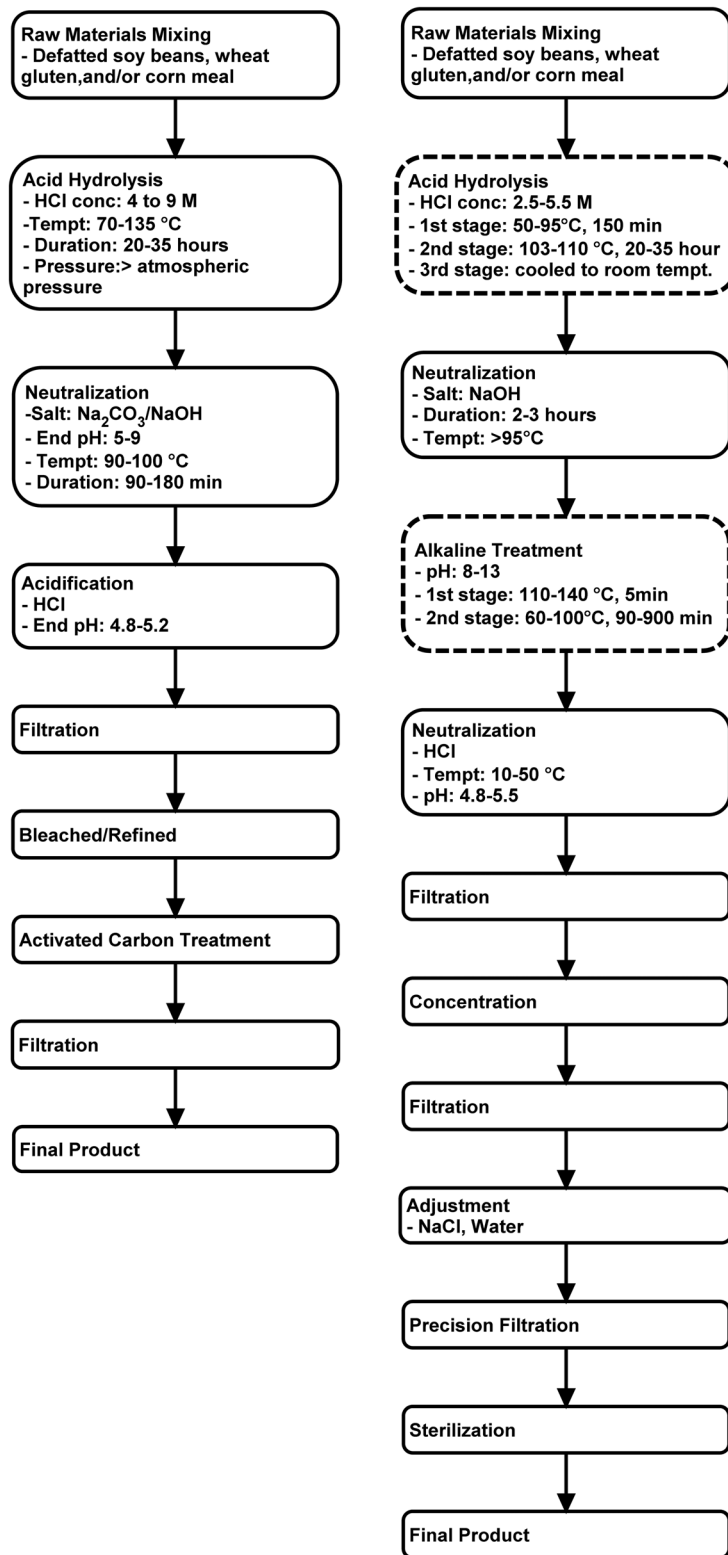 Raw Materials Mixing
- Defatted soy beans, wheat
gluten,and/or corn meal
Acid Hydrolysis
- HCl conc: 4 to 9 M
-Tempt: 70-135 °C
- Duration: 20-35 hours
- Pressure:> atmospheric
pressure
Neutralization
-Salt: Na₂CO₃/NaOH
- End pH: 5-9
- Tempt: 90-100 °C
- Duration: 90-180 min
Acidification
- HCl
- End pH: 4.8-5.2
Filtration
Bleached/Refined
Activated Carbon Treatment
Filtration
Final Product
Raw Materials Mixing
- Defatted soy beans, wheat
gluten,and/or corn meal
Acid Hydrolysis
- HCl conc: 2.5-5.5 M
- 1st stage: 50-95°C, 150 min
- 2nd stage: 103-110 °C, 20-35 hour
- 3rd stage: cooled to room tempt.
Neutralization
- Salt: NaOH
- Duration: 2-3 hours
- Tempt: >95°C
Alkaline Treatment
- pH: 8-13
- 1st stage: 110-140 °C, 5min
- 2nd stage: 60-100°C, 90-900 min
Neutralization
- HCl
- Tempt: 10-50 °C
- pH: 4.8-5.5
Filtration
Concentration
Filtration
Adjustment
- NaCl, Water
Precision Filtration
Sterilization
Final Product